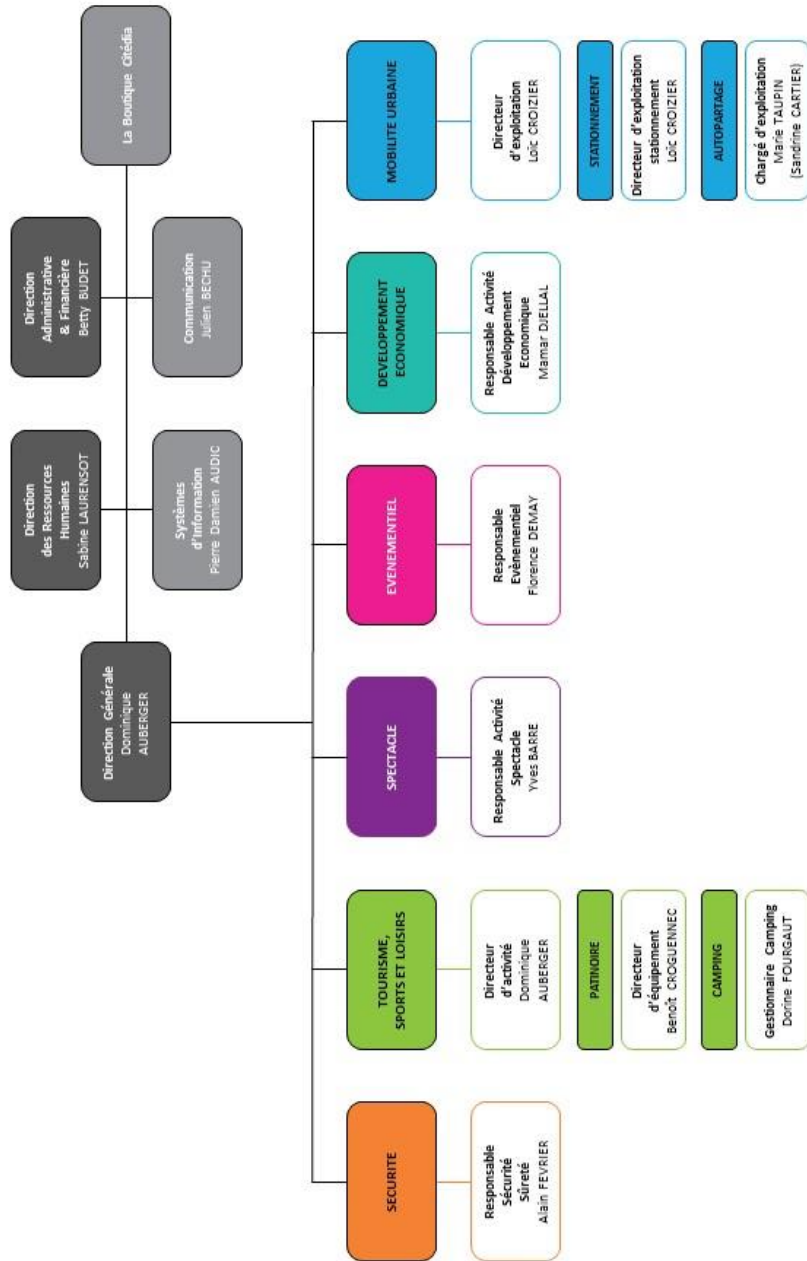 Direction Générale
Dominique
AUBERGER
Direction
des Ressources
Humaines
Sabine LAURENSOT
Direction
Administrative
& Financière
Betty BUDET
Systèmes
d'Information
Pierre Damien AUDIC
Communication
Julien BECHU
La Boutique Citédia
SECURITE
Responsable
Sécurité
Sûreté
Alain FEVRIER
TOURISME,
SPORTS ET LOISIRS
Directeur
d'activité
Dominique
AUBERGER
PATINOIRE
Directeur
d'équipement
Benoît CROGUENNEC
CAMPING
Gestionnaire Camping
Dorine FOURGAUT
SPECTACLE
Responsable Activité
Spectacle
Yves BARRE
EVENEMENTIEL
Responsable
Evènementiel
Florence DEMAY
DEVELOPPEMENT
ECONOMIQUE
Responsable Activité
Développement
Economique
Mamar DJELLAL
MOBILITE URBAINE
Directeur
d'exploitation
Loïc CROIZIER
STATIONNEMENT
Directeur d'exploitation
stationnement
Loïc CROIZIER
AUTOPARTAGE
Chargé d'exploitation
Marie TAUPIN
(Sandrine CARTIER)